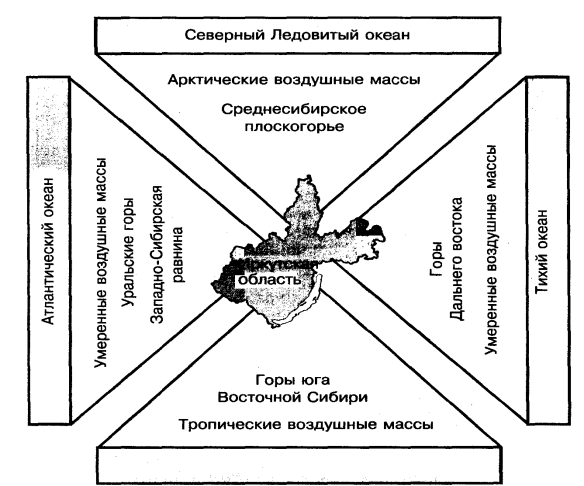 Северный Ледовитый океан
Арктические воздушные массы
Среднесибирское
плоскогорье
Атлантический океан
Умеренные воздушные массы
Уральские горы
Западно-Сибирская
равнина
Иркутская
область
Горы
Дальнего востока
Умеренные воздушные массы
Тихий океан
Горы юга
Восточной Сибири
Тропические воздушные массы